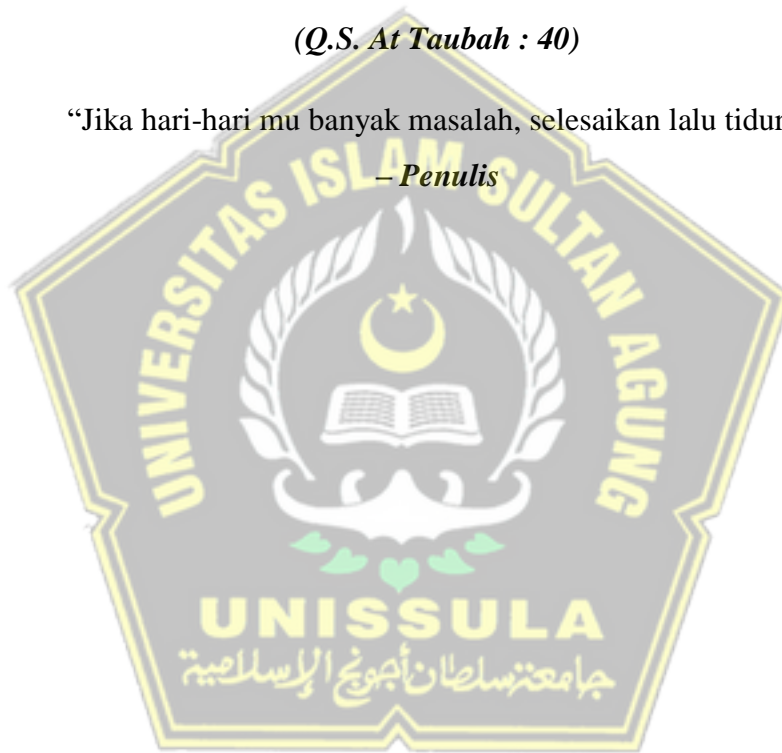 (Q.S. At Taubah : 40)
“Jika hari-hari mu banyak masalah, selesaikan lalu tidur
– Penulis
UNIVERSITAS ISLAM SULTAN AGUNG
UNISSULA
جامعة سلطان أجونج الإسلامية